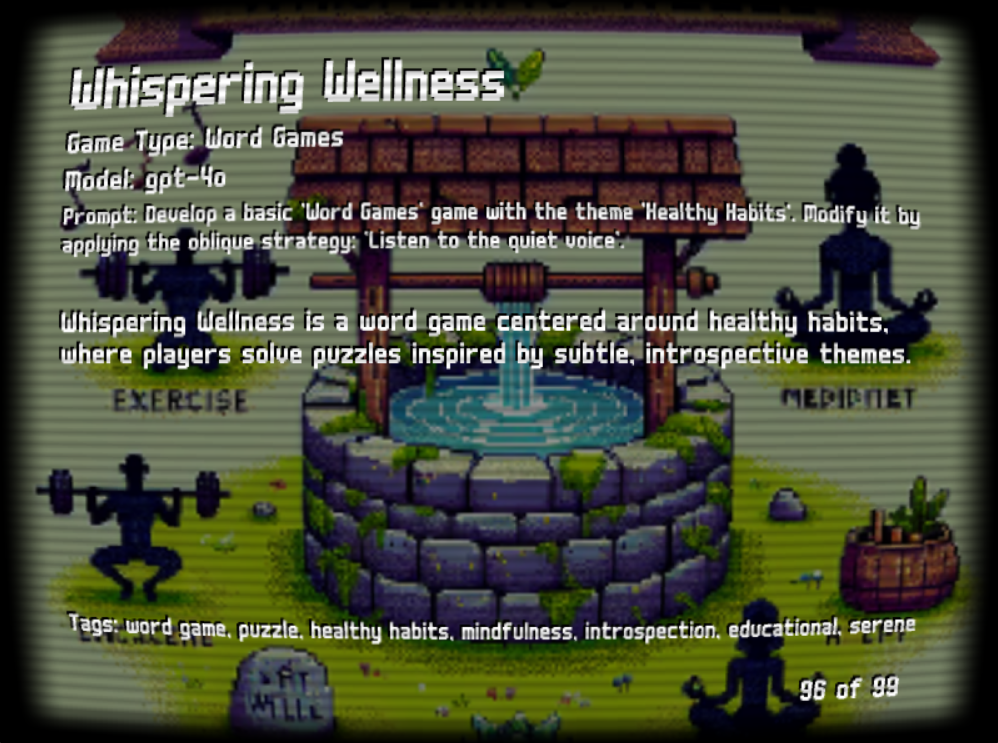 Whispering Wellness
Game Type: Word Games
Model: gpt-4o
Prompt: Develop a basic 'Word Games' game with the theme 'Healthy Habits'. Modify it by
applying the oblique strategy: 'Listen to the quiet voice'.
Whispering Wellness is a word game centered around healthy habits,
where players solve puzzles inspired by subtle, introspective themes.
EXERCISE
Tags: word game, puzzle, healthy habits, mindfulness, introspection, educational, serene
96 of 99